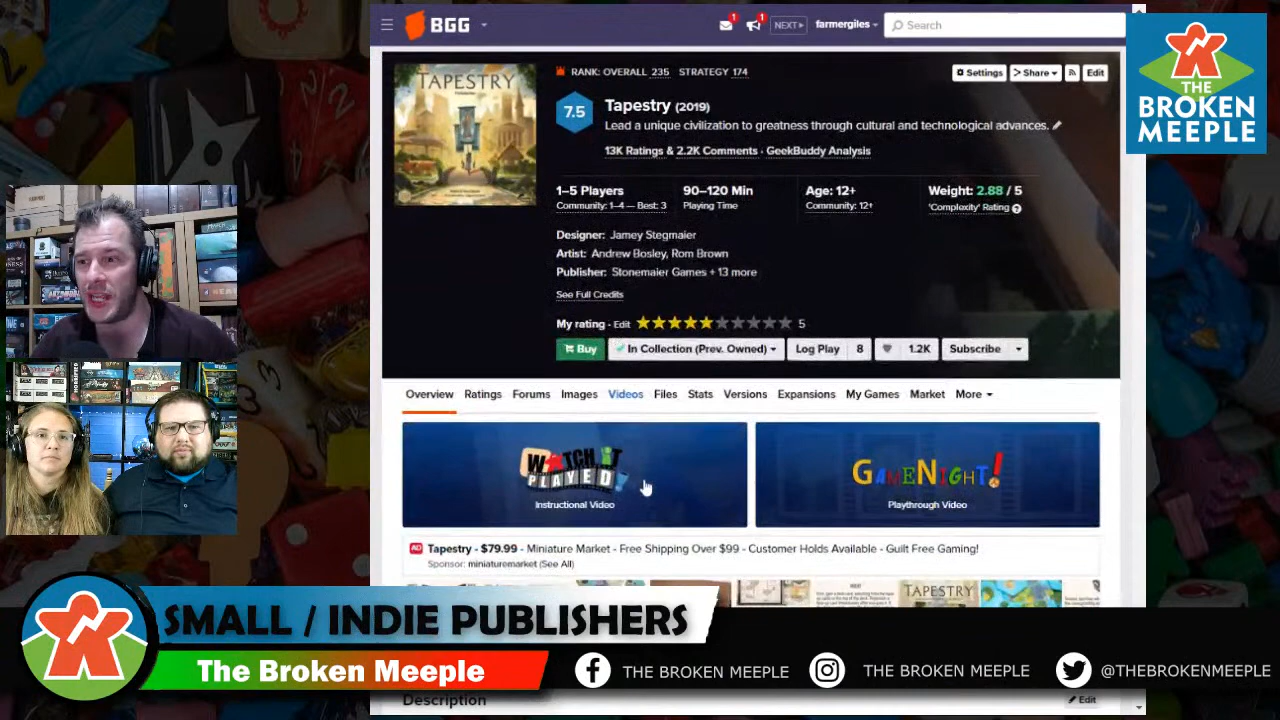 BGG
1
1
NEXT
farmergiles
Search
TAPESTRY
RANK: OVERALL 235 STRATEGY 174
Settings
Share
Edit
7.5
Tapestry (2019)
Lead a unique civilization to greatness through cultural and technological advances.
13K Ratings & 2.2K Comments · GeekBuddy Analysis
1–5 Players
Community: 1–4 — Best: 3
90–120 Min
Playing Time
Age: 12+
Community: 12+
Weight: 2.88 / 5
'Complexity' Rating
Designer: Jamey Stegmaier
Artist: Andrew Bosley, Rom Brown
Publisher: Stonemaier Games + 13 more
See Full Credits
My rating - Edit
5
Buy
In Collection (Prev. Owned)
Log Play 8
1.2K
Subscribe
Overview Ratings Forums Images Videos Files Stats Versions Expansions My Games Market More
WATCH IT PLAYED
Instructional Video
GAMENIGHT!
Playthrough Video
AD Tapestry - $79.99 - Miniature Market - Free Shipping Over $99 - Customer Holds Available - Guilt Free Gaming!
Sponsor: miniaturemarket (See All)
TAPESTRY
THE
BROKEN
MEEPLE
SMALL / INDIE PUBLISHERS
The Broken Meeple
THE BROKEN MEEPLE
THE BROKEN MEEPLE
@THEBROKENMEEPLE
Description
Edit